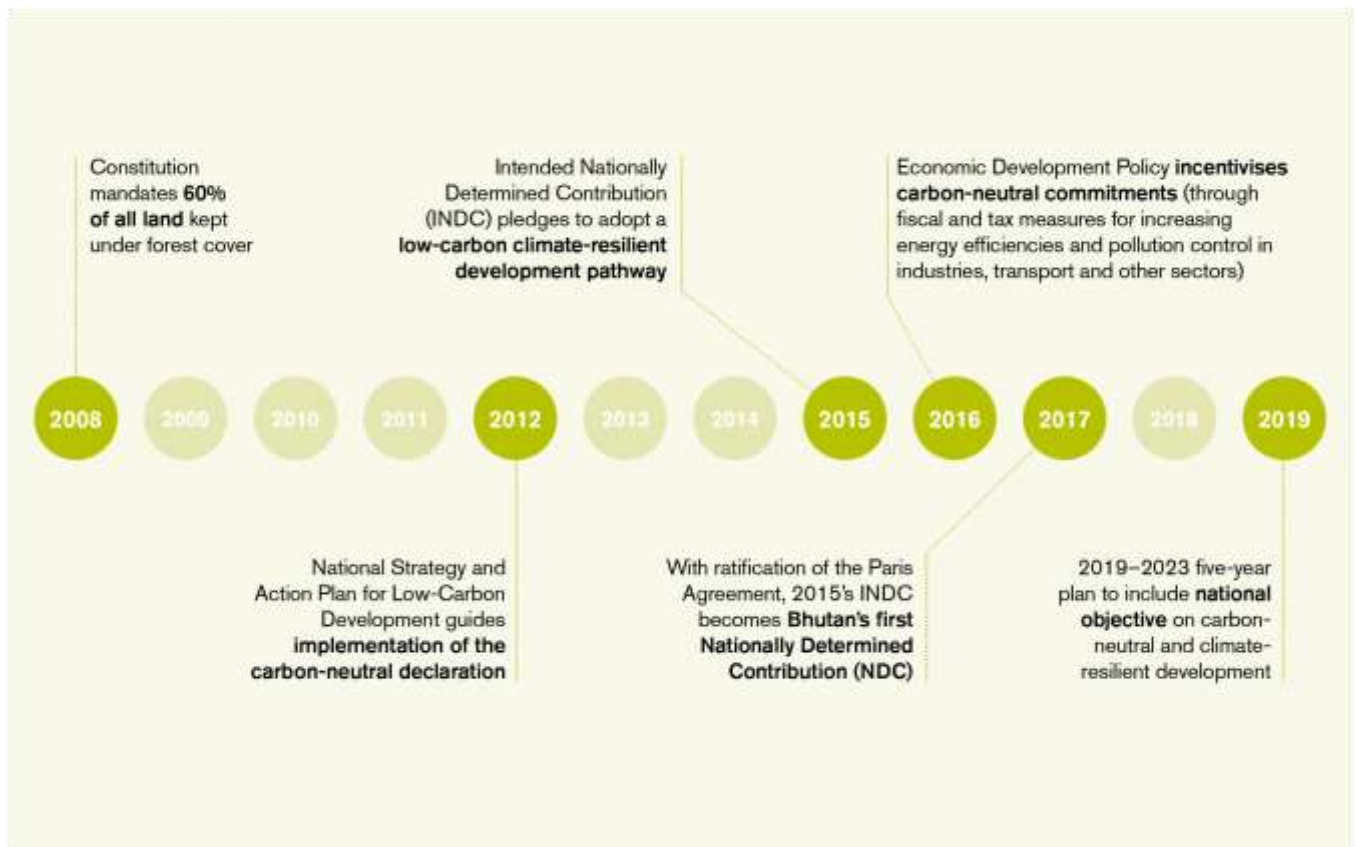 Constitution
mandates 60%
of all land kept
under forest cover
Intended Nationally
Determined Contribution
(INDC) pledges to adopt a
low-carbon climate-resilient
development pathway
Economic Development Policy incentivises
carbon-neutral commitments (through
fiscal and tax measures for increasing
energy efficiencies and pollution control in
industries, transport and other sectors)
2008
2009
2010
2011
2012
2013
2014
2015
2016
2017
2018
2019
National Strategy and
Action Plan for Low-Carbon
Development guides
implementation of the
carbon-neutral declaration
With ratification of the Paris
Agreement, 2015's INDC
becomes Bhutan's first
Nationally Determined
Contribution (NDC)
2019–2023 five-year
plan to include national
objective on carbon-
neutral and climate-
resilient development